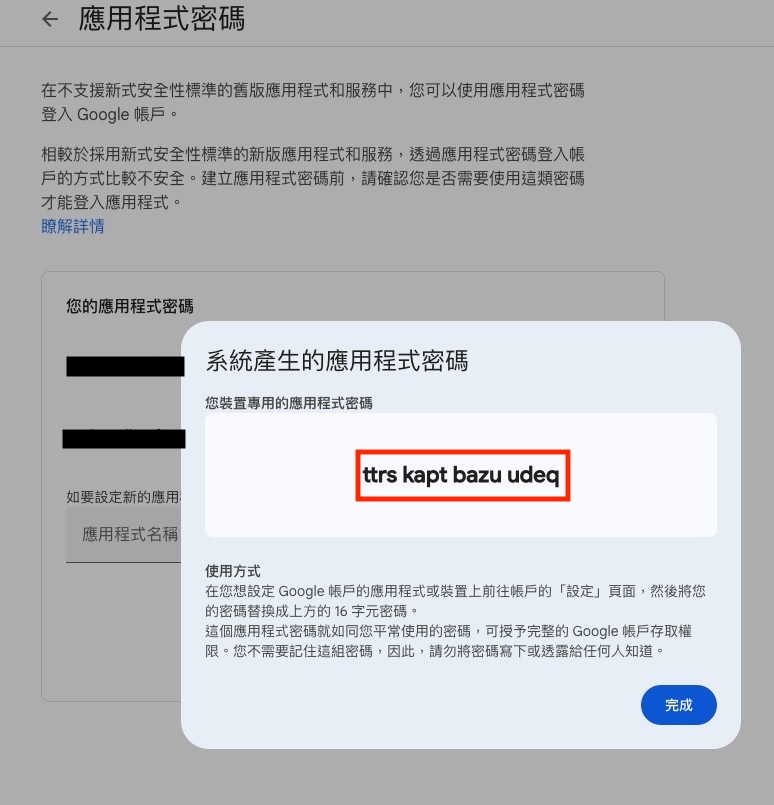 應用程式密碼
在不支援新式安全性標準的舊版應用程式和服務中，您可以使用應用程式密碼
登入 Google 帳戶。
相較於採用新式安全性標準的新版應用程式和服務，透過應用程式密碼登入帳
戶的方式比較不安全。建立應用程式密碼前，請確認您是否需要使用這類密碼
才能登入應用程式。
瞭解詳情
您的應用程式密碼
如要設定新的應用
應用程式名稱
系統產生的應用程式密碼
您裝置專用的應用程式密碼
ttrs kapt bazu udeq
使用方式
在您想設定 Google 帳戶的應用程式或裝置上前往帳戶的「設定」頁面，然後將您
的密碼替換成上方的 16 字元密碼。
這個應用程式密碼就如同您平常使用的密碼，可授予完整的 Google 帳戶存取權
限。您不需要記住這組密碼，因此，請勿將密碼寫下或透露給任何人知道。
完成